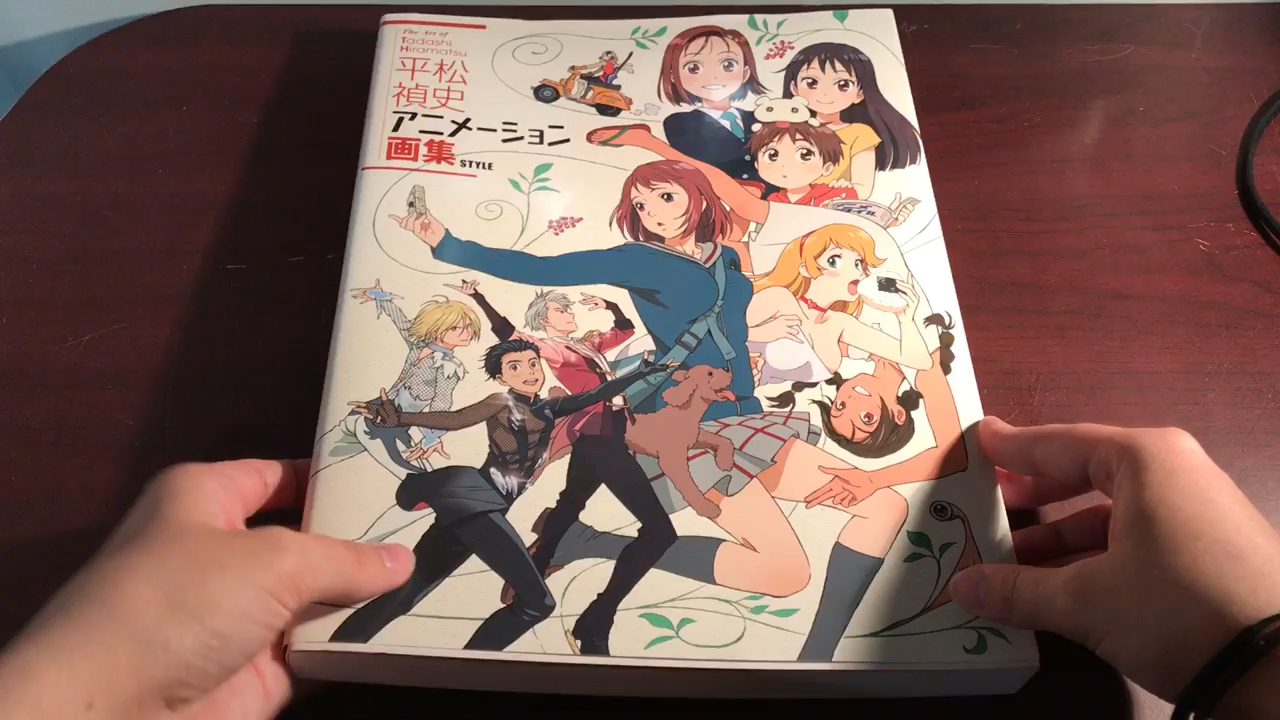 The Art of
Tadashi
Hiramatsu
平松
禎史
アニメーション
画集 STYLE